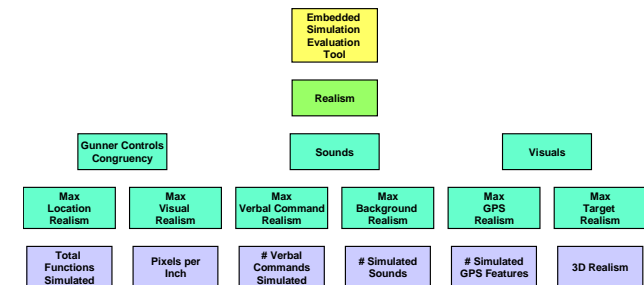 Embedded
Simulation
Evaluation
Tool
Realism
Gunner Controls
Congruency
Sounds
Visuals
Max
Location
Realism
Max
Visual
Realism
Max
Verbal Command
Realism
Max
Background
Realism
Max
GPS
Realism
Max
Target
Realism
Total
Functions
Simulated
Pixels per
Inch
# Verbal
Commands
Simulated
# Simulated
Sounds
# Simulated
GPS Features
3D Realism